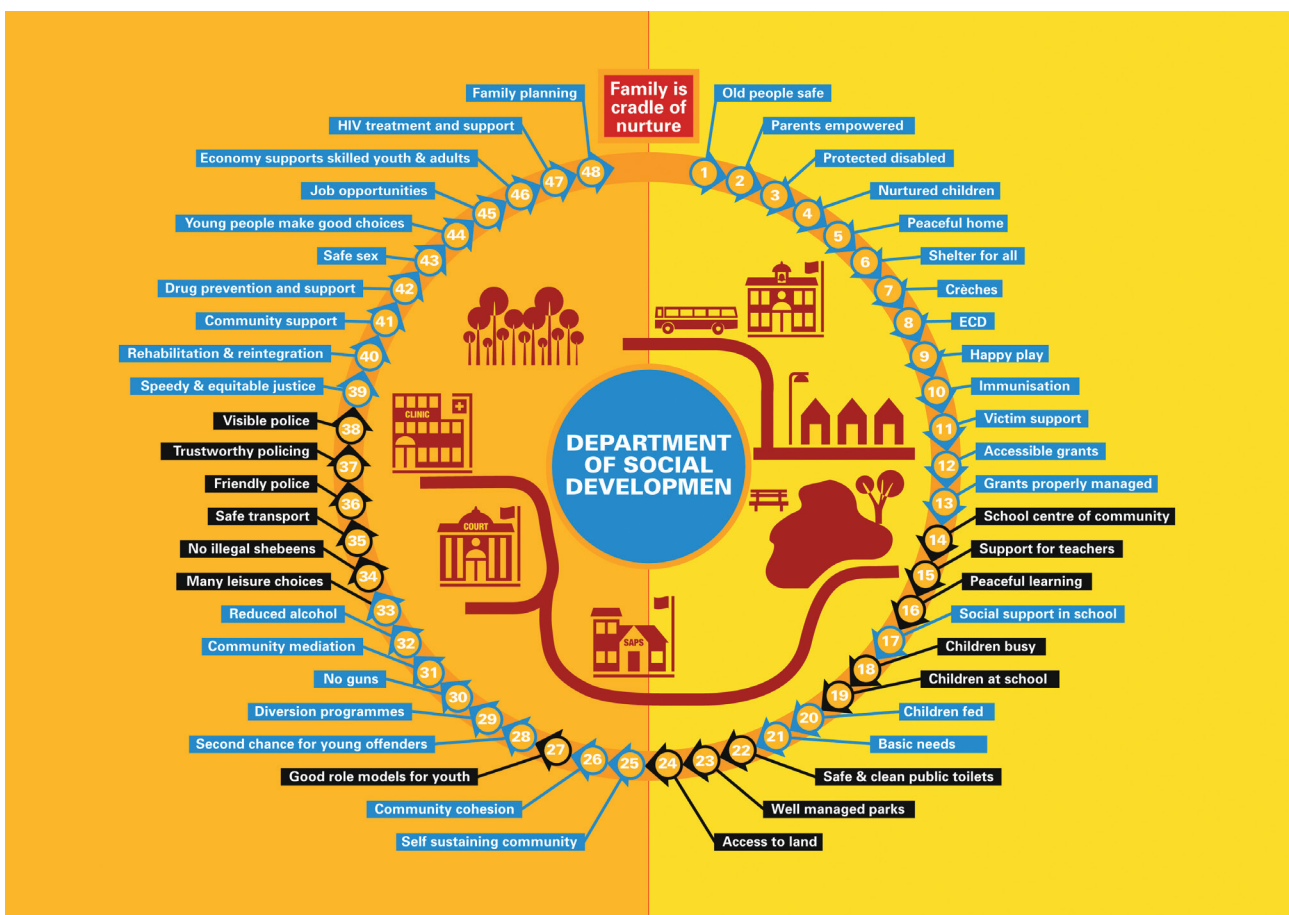 Family is
cradle of
nurture
Old people safe
Parents empowered
Protected disabled
Nurtured children
Peaceful home
Shelter for all
Crèches
ECD
Happy play
Immunisation
Victim support
Accessible grants
Grants properly managed
School centre of community
Support for teachers
Peaceful learning
Social support in school
Children busy
Children at school
Children fed
Basic needs
Safe & clean public toilets
Well managed parks
Access to land
Self sustaining community
Community cohesion
Good role models for youth
Second chance for young offenders
Diversion programmes
No guns
Community mediation
Reduced alcohol
Many leisure choices
No illegal shebeens
Safe transport
Friendly police
Trustworthy policing
Visible police
Speedy & equitable justice
Rehabilitation & reintegration
Community support
Drug prevention and support
Safe sex
Young people make good choices
Job opportunities
Economy supports skilled youth & adults
HIV treatment and support
Family planning
1
2
3
4
5
6
7
8
9
10
11
12
13
14
15
16
17
18
19
20
21
22
23
24
25
26
27
28
29
30
31
32
33
34
35
36
37
38
39
40
41
42
43
44
45
46
47
48
CLINIC
COURT
SAPS
DEPARTMENT
OF SOCIAL
DEVELOPMEN